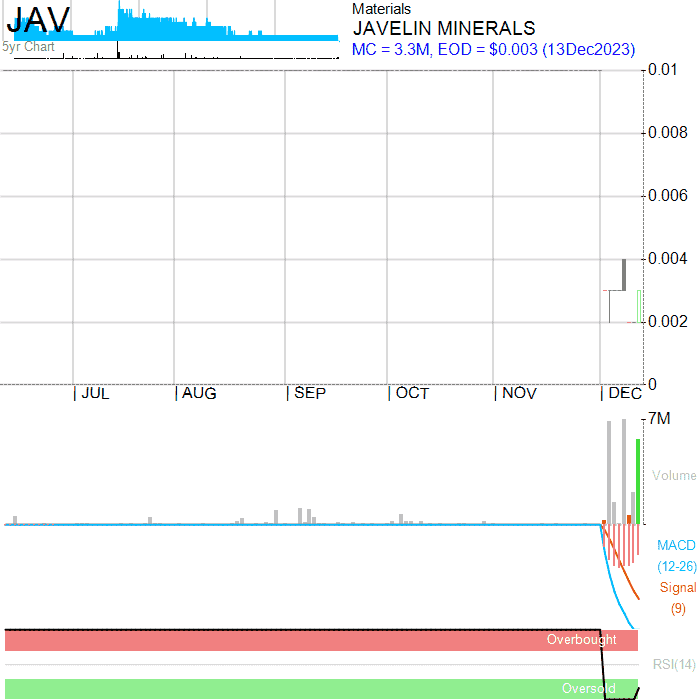 JAV
5yr Chart
Materials
JAVELIN MINERALS
MC = 3.3M, EOD = $0.003 (13Dec2023)
0.01
0.008
0.006
0.004
0.002
0
JUL AUG SEP OCT NOV DEC
7M
Volume
MACD
(12-26)
Signal
(9)
Overbought
RSI(14)
Oversold